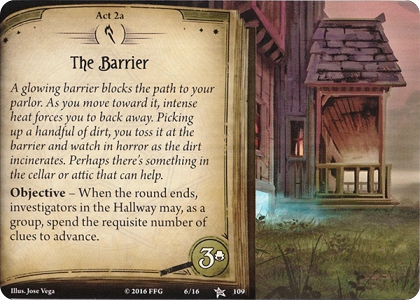 Act 2a
The Barrier
A glowing barrier blocks the path to your
parlor. As you move toward it, intense
heat forces you to back away. Picking
up a handful of dirt, you toss it at the
barrier and watch in horror as the dirt
incinerates. Perhaps there's something in
the cellar or attic that can help.
Objective – When the round ends,
investigators in the Hallway may, as a
group, spend the requisite number of
clues to advance.
3
Illus. Jose Vega
© 2016 FFG
6/16
109